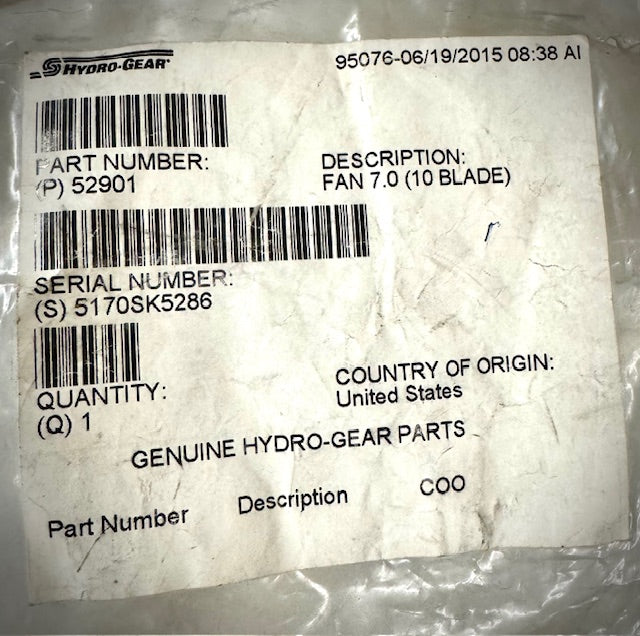 HYDRO-GEAR
95076-06/19/2015 08:38 AI
PART NUMBER:
(P) 52901
DESCRIPTION:
FAN 7.0 (10 BLADE)
SERIAL NUMBER:
(S) 5170SK5286
QUANTITY:
(Q) 1
COUNTRY OF ORIGIN:
United States
GENUINE HYDRO-GEAR PARTS
Part Number Description COO